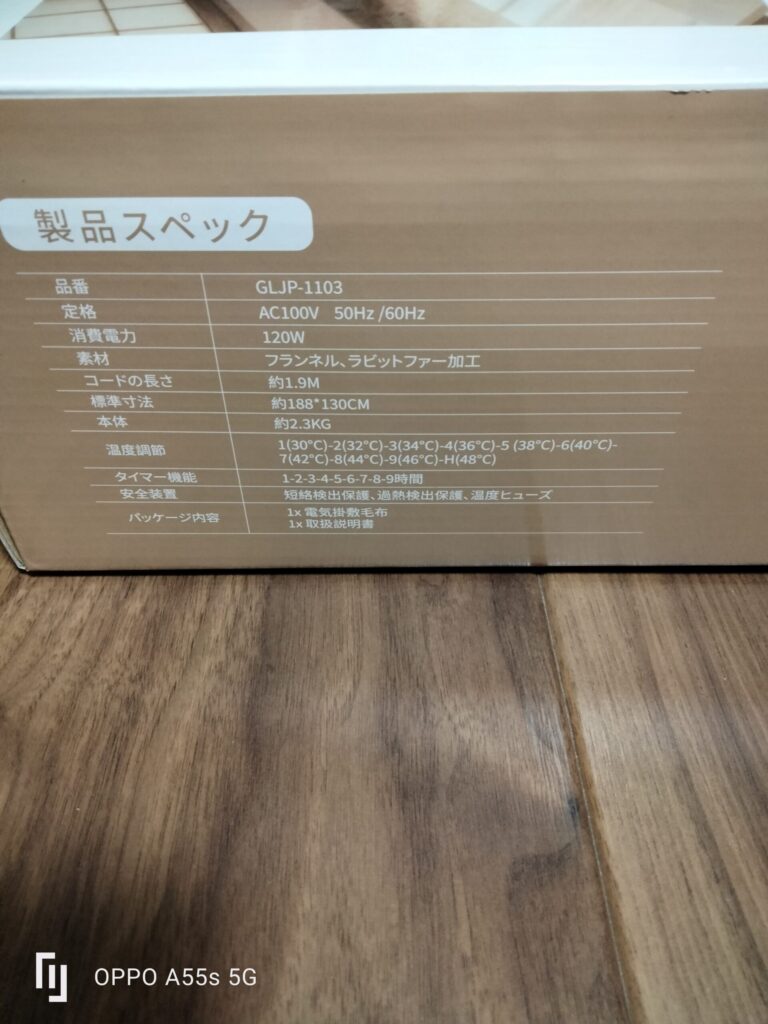 製品スペック
品番 GLJP-1103
定格 AC100V 50Hz /60Hz
消費電力 120W
素材 フランネル、ラビットファー加工
コードの長さ 約1.9M
標準寸法 約188*130CM
本体 約2.3KG
温度調節 1(30°C)-2(32°C)-3(34°C)-4(36°C)-5 (38°C)-6(40°C)-
7(42°C)-8(44°C)-9(46°C)-H(48°C)
タイマー機能 1-2-3-4-5-6-7-8-9時間
安全装置 短絡検出保護、過熱検出保護、温度ヒューズ
パッケージ内容 1x 電気掛敷毛布
1x 取扱説明書
OPPO A55s 5G